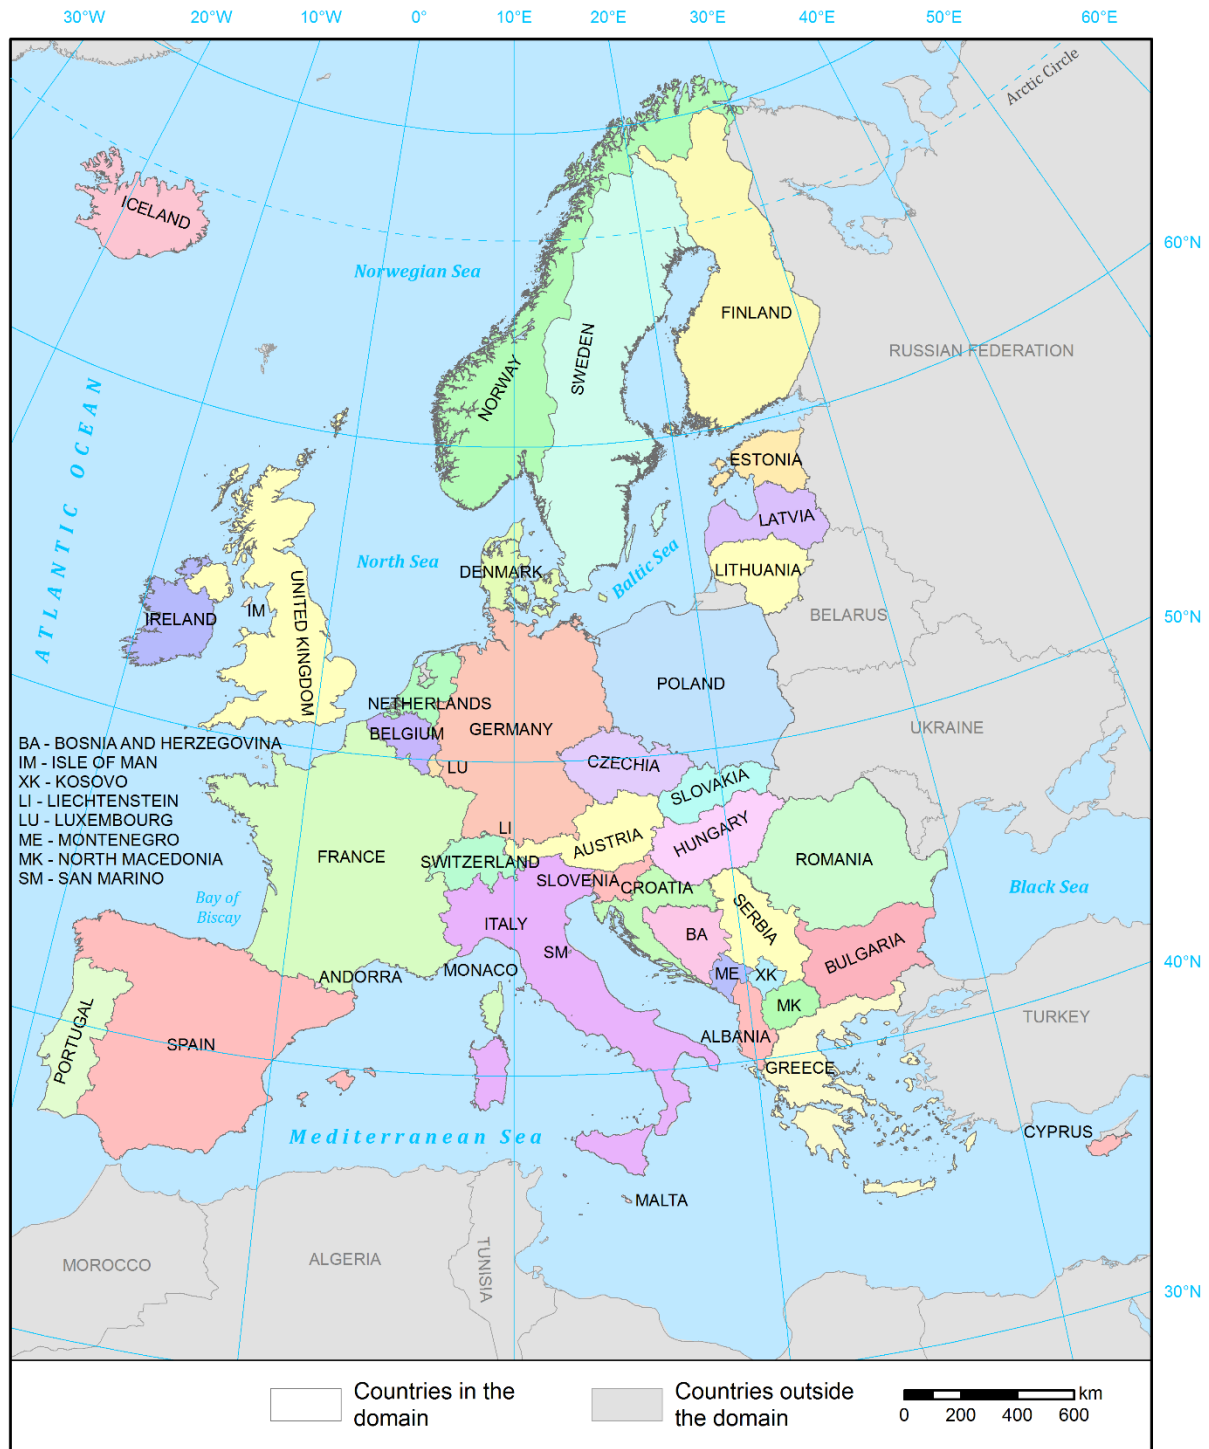 30°W
20°W
10°W
0°
10°E
20°E
30°E
40°E
50°E
60°E
Arctic Circle
ICELAND
60°N
Norwegian Sea
FINLAND
RUSSIAN FEDERATION
SWEDEN
NORWAY
ATLANTIC OCEAN
ESTONIA
LATVIA
North Sea
DENMARK
Baltic Sea
LITHUANIA
IM
IRELAND
UNITED KINGDOM
BELARUS
50°N
POLAND
NETHERLANDS
BELGIUM
GERMANY
UKRAINE
LU
CZECHIA
SLOVAKIA
BA - BOSNIA AND HERZEGOVINA
IM - ISLE OF MAN
XK - KOSOVO
LI - LIECHTENSTEIN
LU - LUXEMBOURG
ME - MONTENEGRO
MK - NORTH MACEDONIA
SM - SAN MARINO
LI
AUSTRIA
HUNGARY
FRANCE
SWITZERLAND
ROMANIA
SLOVENIA
CROATIA
Black Sea
Bay of
Biscay
ITALY
SERBIA
BA
SM
BULGARIA
40°N
ANDORRA
MONACO
ME
XK
MK
PORTUGAL
SPAIN
ALBANIA
TURKEY
GREECE
Mediterranean Sea
CYPRUS
MALTA
MOROCCO
ALGERIA
TUNISIA
30°N
Countries in the
domain
Countries outside
the domain
km
0 200 400 600